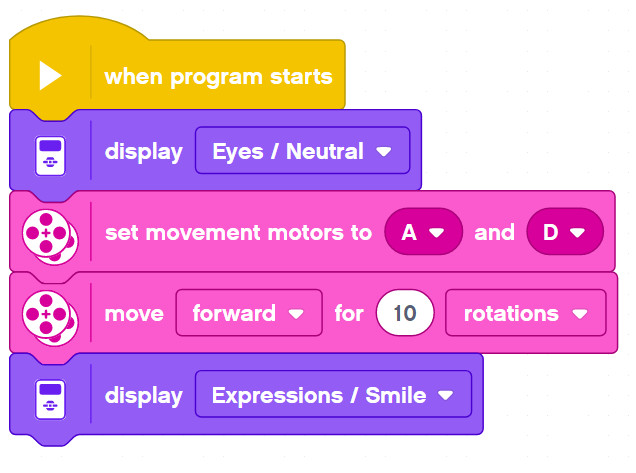 when program starts
display Eyes / Neutral
set movement motors to A and D
move forward for 10 rotations
display Expressions / Smile